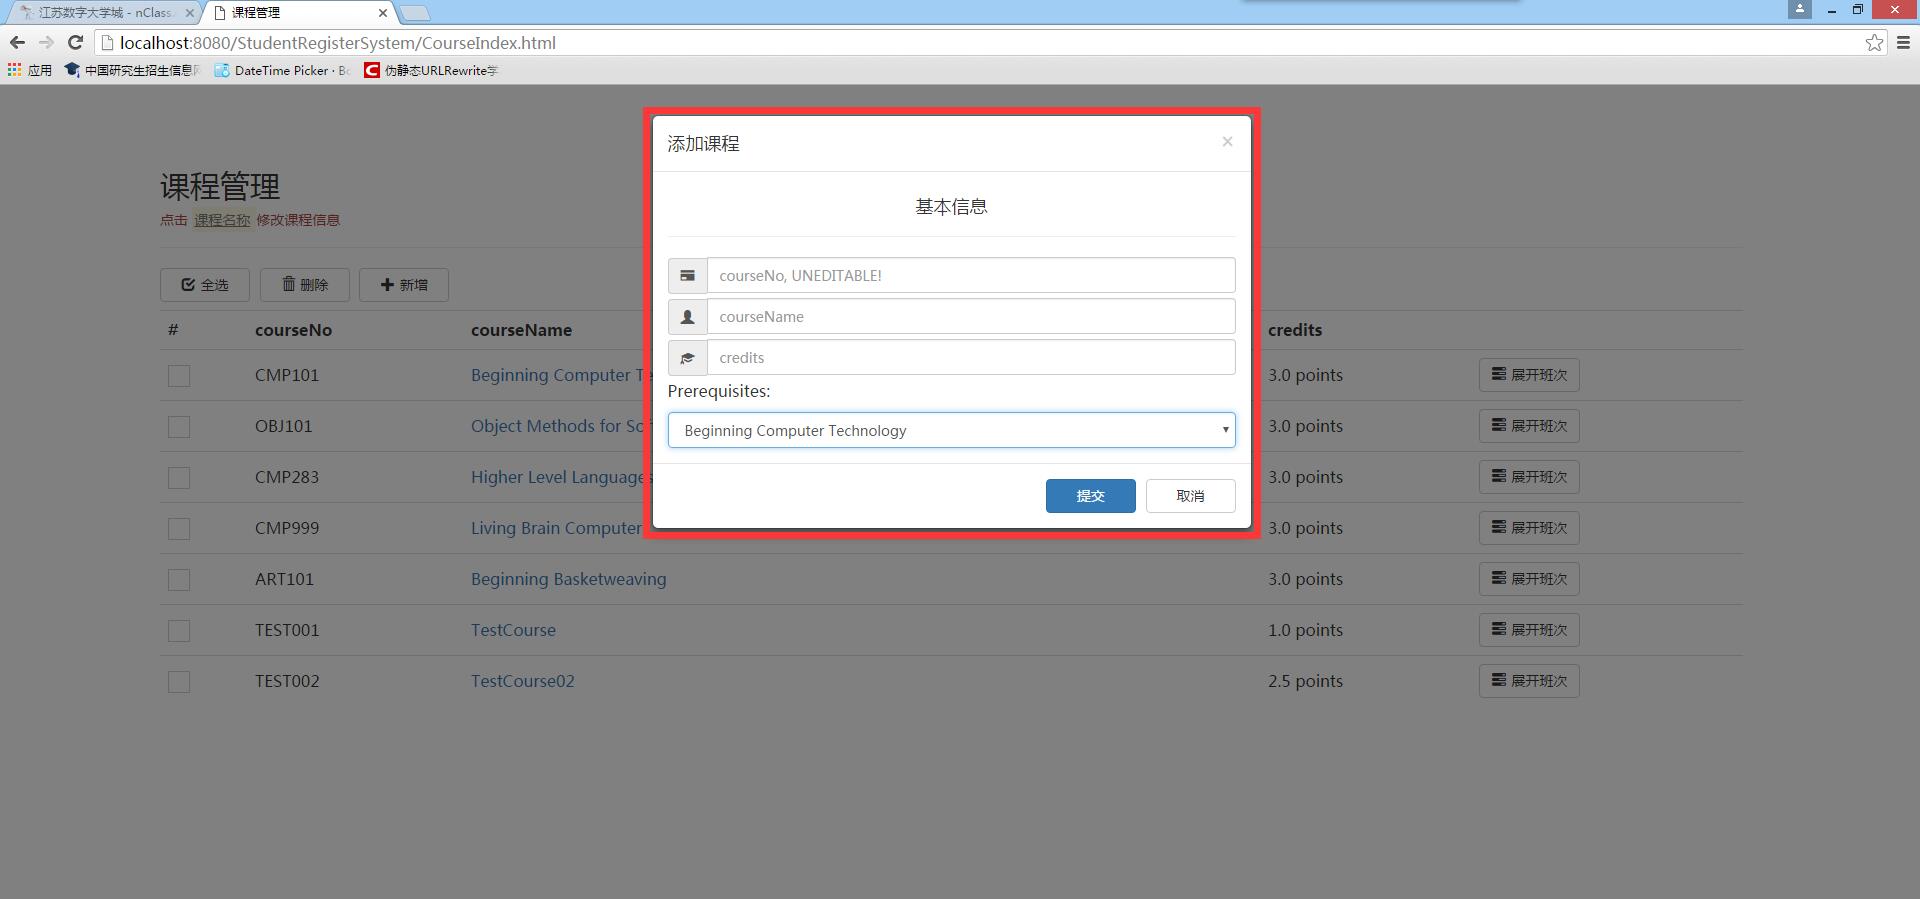 江苏数字大学城 - nClass
课程管理
localhost:8080/StudentRegisterSystem/CourseIndex.html
应用
中国研究生招生信息
DateTime Picker · Bo
伪静态URLRewrite学
课程管理
点击 课程名称 修改课程信息
全选 删除 新增
# courseNo courseName credits
CMP101 Beginning Computer Te 3.0 points 展开班次
OBJ101 Object Methods for So 3.0 points 展开班次
CMP283 Higher Level Languages 3.0 points 展开班次
CMP999 Living Brain Computer 3.0 points 展开班次
ART101 Beginning Basketweaving 3.0 points 展开班次
TEST001 TestCourse 1.0 points 展开班次
TEST002 TestCourse02 2.5 points 展开班次
添加课程 ×
基本信息
courseNo, UNEDITABLE!
courseName
credits
Prerequisites:
Beginning Computer Technology
提交 取消